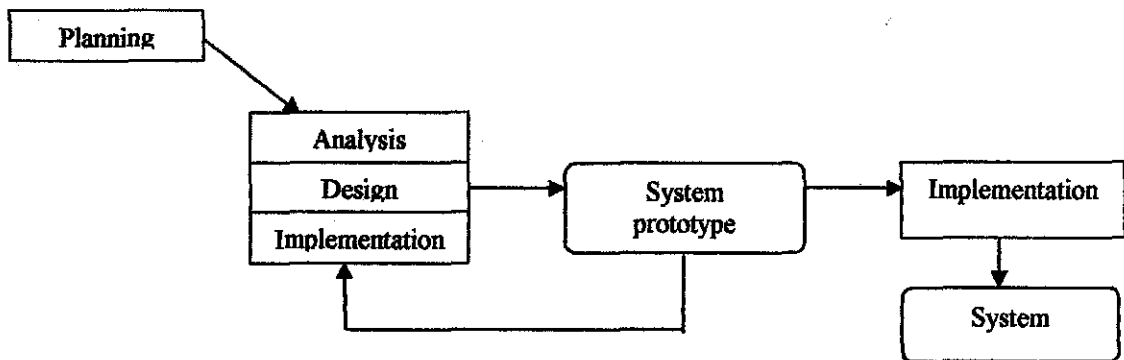 Planning
Analysis
Design
Implementation
System
prototype
Implementation
System